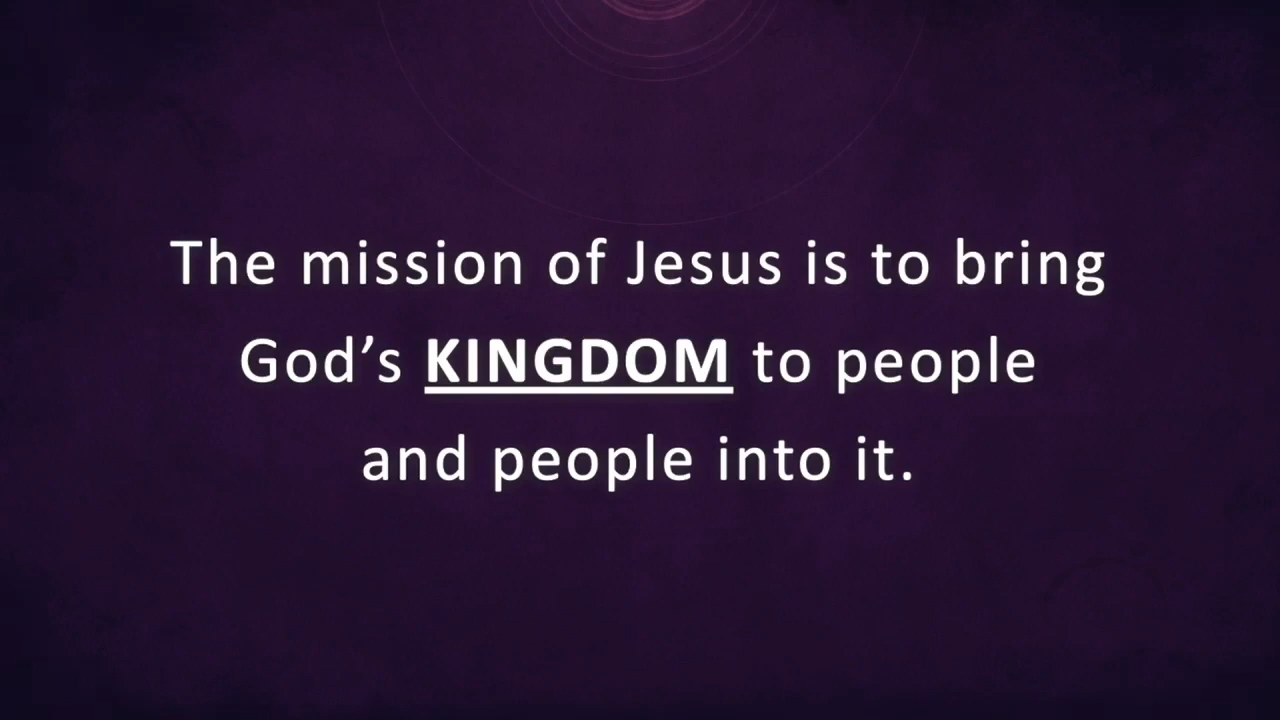 The mission of Jesus is to bring
God’s KINGDOM to people
and people into it.